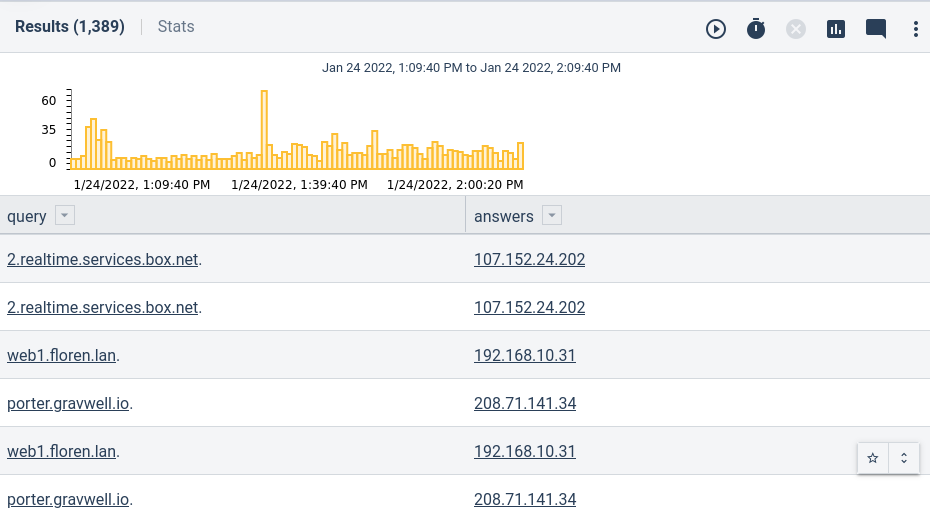 Results (1,389) Stats
Jan 24 2022, 1:09:40 PM to Jan 24 2022, 2:09:40 PM
60
35
0
1/24/2022, 1:09:40 PM 1/24/2022, 1:39:40 PM 1/24/2022, 2:00:20 PM
query answers
2.realtime.services.box.net. 107.152.24.202
2.realtime.services.box.net. 107.152.24.202
web1.floren.lan. 192.168.10.31
porter.gravwell.io. 208.71.141.34
web1.floren.lan. 192.168.10.31
porter.gravwell.io. 208.71.141.34